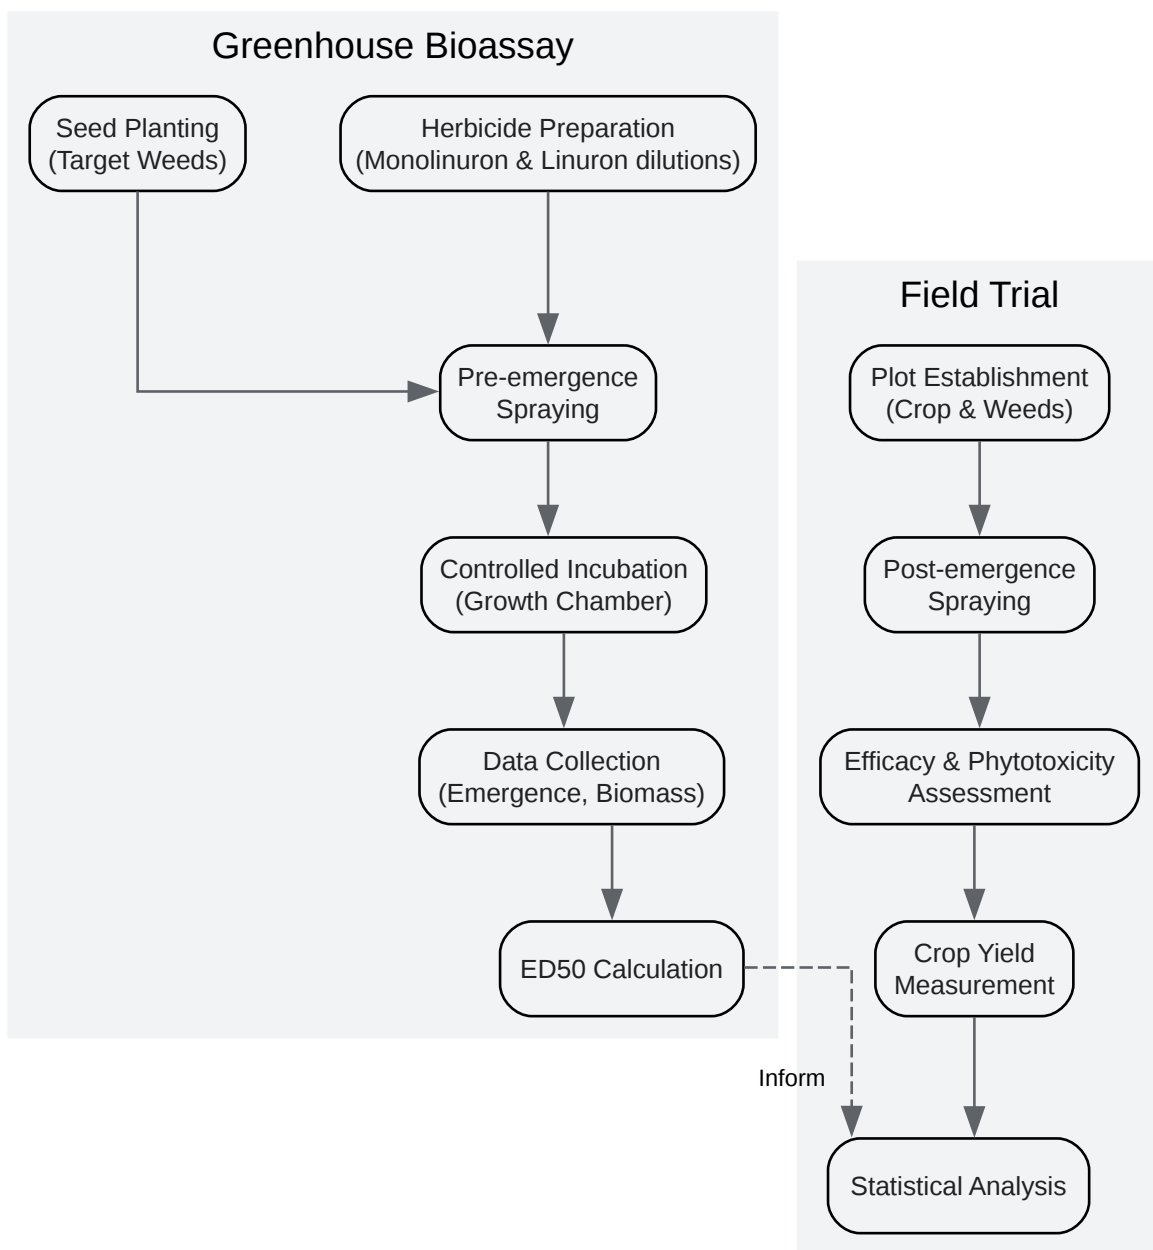 Greenhouse Bioassay
Seed Planting
(Target Weeds)
Herbicide Preparation
(Monolinuron & Linuron dilutions)
Pre-emergence
Spraying
Controlled Incubation
(Growth Chamber)
Data Collection
(Emergence, Biomass)
ED50 Calculation
Inform
Field Trial
Plot Establishment
(Crop & Weeds)
Post-emergence
Spraying
Efficacy & Phytotoxicity
Assessment
Crop Yield
Measurement
Statistical Analysis